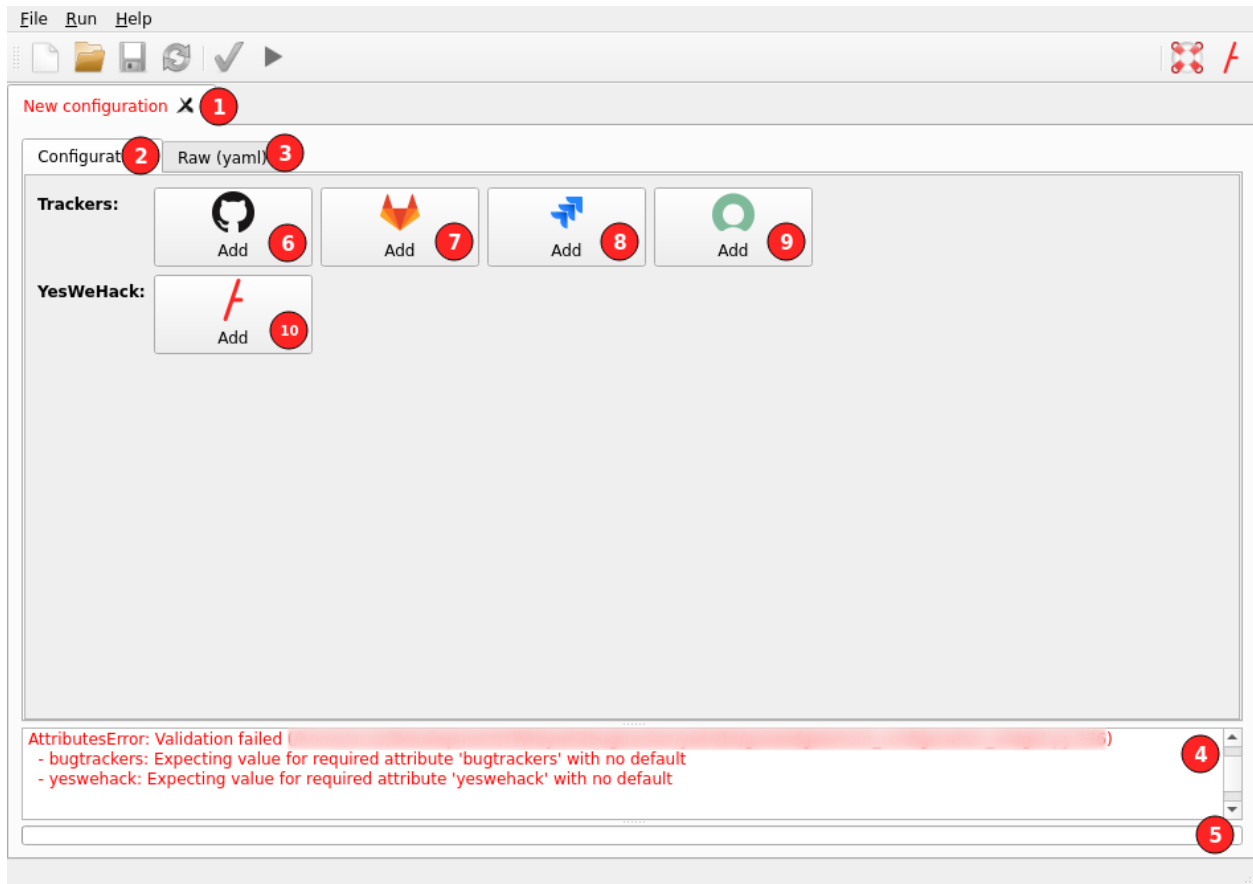 File Run Help
New configuration 1
Configurat 2 Raw (yaml) 3
Trackers:
Add 6 Add 7 Add 8 Add 9
YesWeHack:
Add 10
AttributesError: Validation failed ( )
- bugtrackers: Expecting value for required attribute 'bugtrackers' with no default
- yeswehack: Expecting value for required attribute 'yeswehack' with no default
4
5